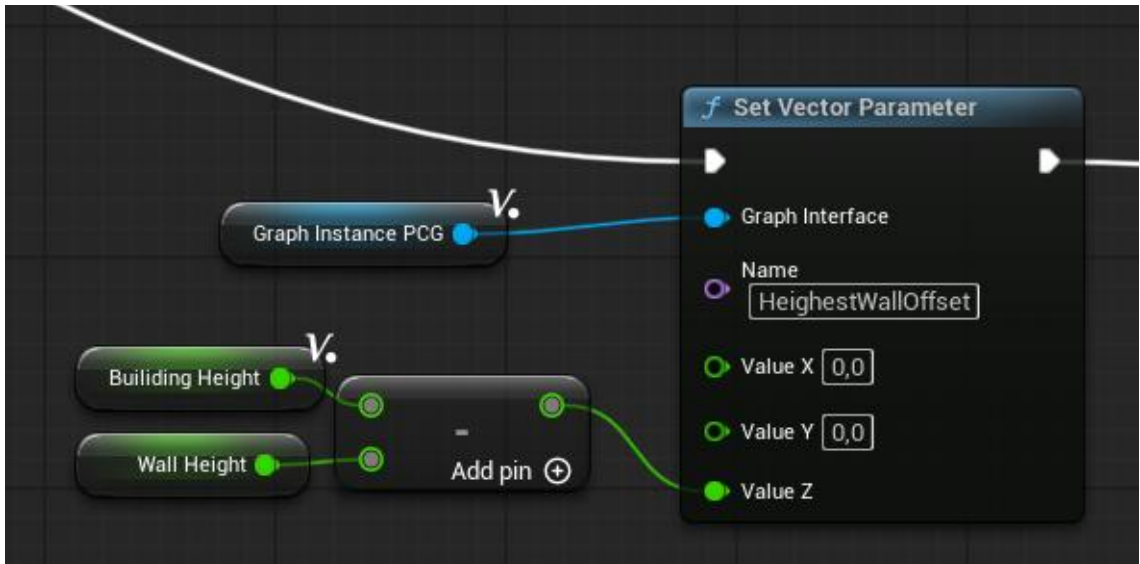 f Set Vector Parameter
V.
Graph Instance PCG
Graph Interface
Name
HeighestWallOffset
V.
Builiding Height
Wall Height
-
Add pin
Value X 0,0
Value Y 0,0
Value Z